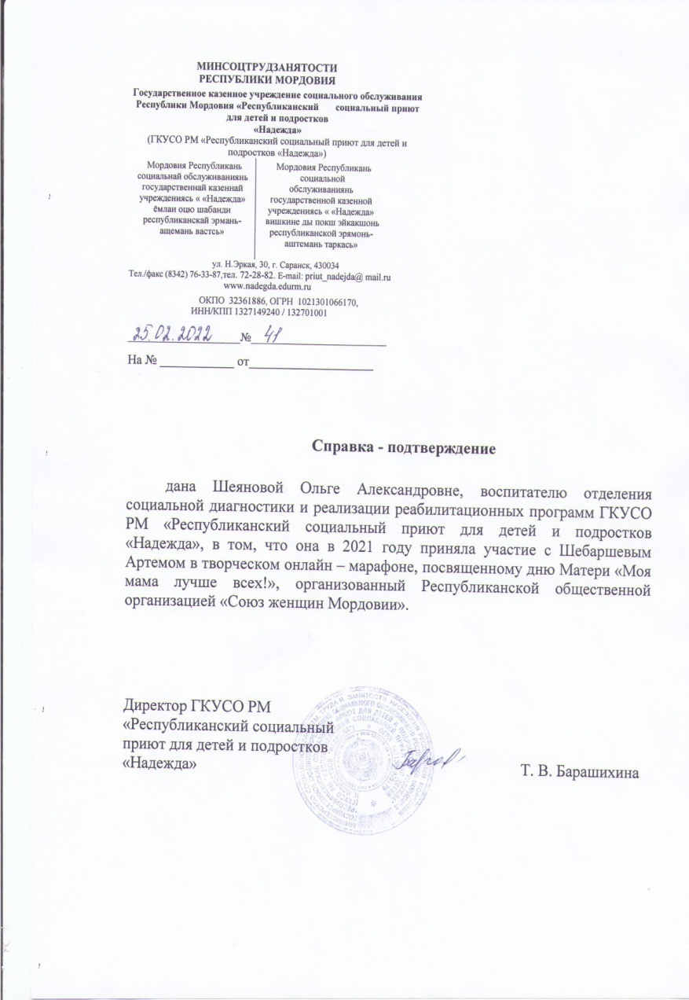 МИНСОЦТРУДЗАНЯТОСТИ
РЕСПУБЛИКИ МОРДОВИЯ
Государственное казенное учреждение социального обслуживания
Республики Мордовия «Республиканский социальный приют
для детей и подростков
«Надежда»
(ГКУСО РМ «Республиканский социальный приют для детей и
подростков «Надежда»)
Мордовия Республикань
социальнай обслуживаниянь
государственнай казеннай
учреждениясь « «Надежда»
ёмлаи оцю шабанди
республиканскай эрмань-
ащемань вастсь»
Мордовия Республикань
социальной
обслуживаниянь
государственной казенной
учреждениясь « «Надежда»
вишкине ды покш эйкакшонь
республиканской эрямонь-
аштемань таркась»
ул. Н.Эркая, 30, г. Саранск, 430034
Тел./факс (8342) 76-33-87,тел. 72-28-82. E-mail: priut_nadejda@ mail.ru
www.nadegda.edurm.ru
ОКПО 32361886, ОГРН 1021301066170,
ИНН/КПП 1327149240 / 132701001
25.02.2022 № 41
На № ____________ от____________________
Справка - подтверждение
дана Шеяновой Ольге Александровне, воспитателю отделения
социальной диагностики и реализации реабилитационных программ ГКУСО
РМ «Республиканский социальный приют для детей и подростков
«Надежда», в том, что она в 2021 году приняла участие с Шебаршевым
Артемом в творческом онлайн – марафоне, посвященному дню Матери «Моя
мама лучше всех!», организованный Республиканской общественной
организацией «Союз женщин Мордовии».
Директор ГКУСО РМ
«Республиканский социальный
приют для детей и подростков
«Надежда»
Т. В. Барашихина